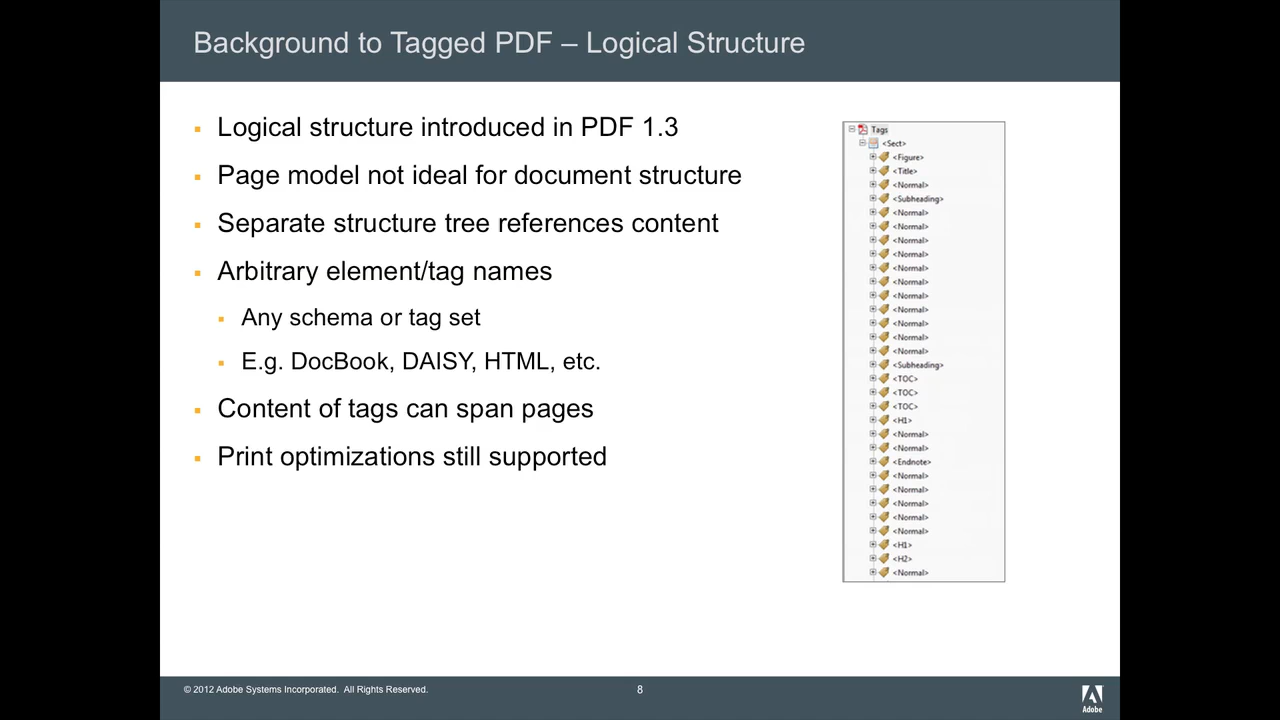 Background to Tagged PDF – Logical Structure
Logical structure introduced in PDF 1.3
Page model not ideal for document structure
Separate structure tree references content
Arbitrary element/tag names
Any schema or tag set
E.g. DocBook, DAISY, HTML, etc.
Content of tags can span pages
Print optimizations still supported
Tags
<Sect>
<Figure>
<Title>
<Normal>
<Subheading>
<Normal>
<Normal>
<Normal>
<Normal>
<Normal>
<Normal>
<Normal>
<Normal>
<Normal>
<Normal>
<Normal>
<Subheading>
<TOC>
<TOC>
<TOC>
<H1>
<Normal>
<Normal>
<Endnote>
<Normal>
<Normal>
<Normal>
<Normal>
<Normal>
<H1>
<H2>
<Normal>
© 2012 Adobe Systems Incorporated. All Rights Reserved.
8
Adobe